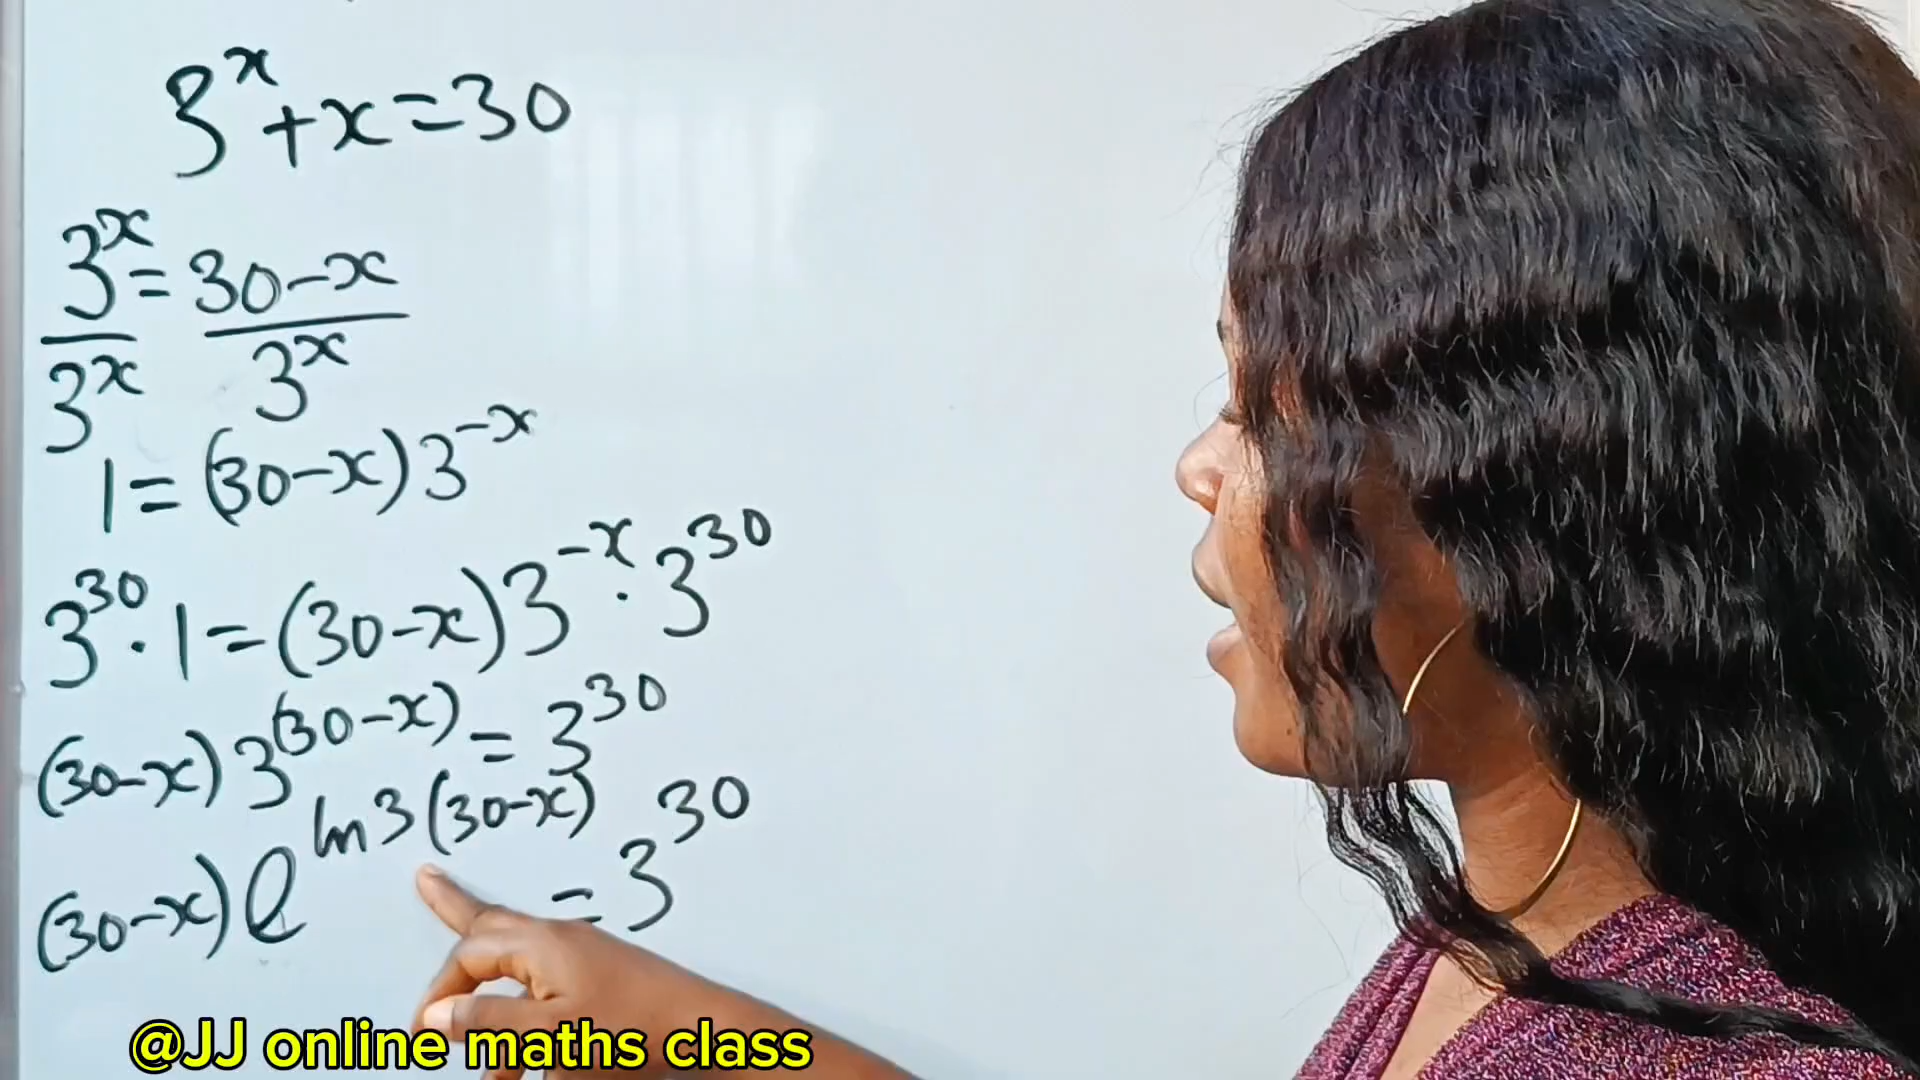 3^x + x = 30
3^x = 30 - x
3^x 3^x
1 = (30 - x) 3^-x
3^30 · 1 = (30 - x) 3^-x · 3^30
(30 - x) 3^(30 - x) = 3^30
(30 - x) e^ln3(30 - x) = 3^30
@JJ online maths class